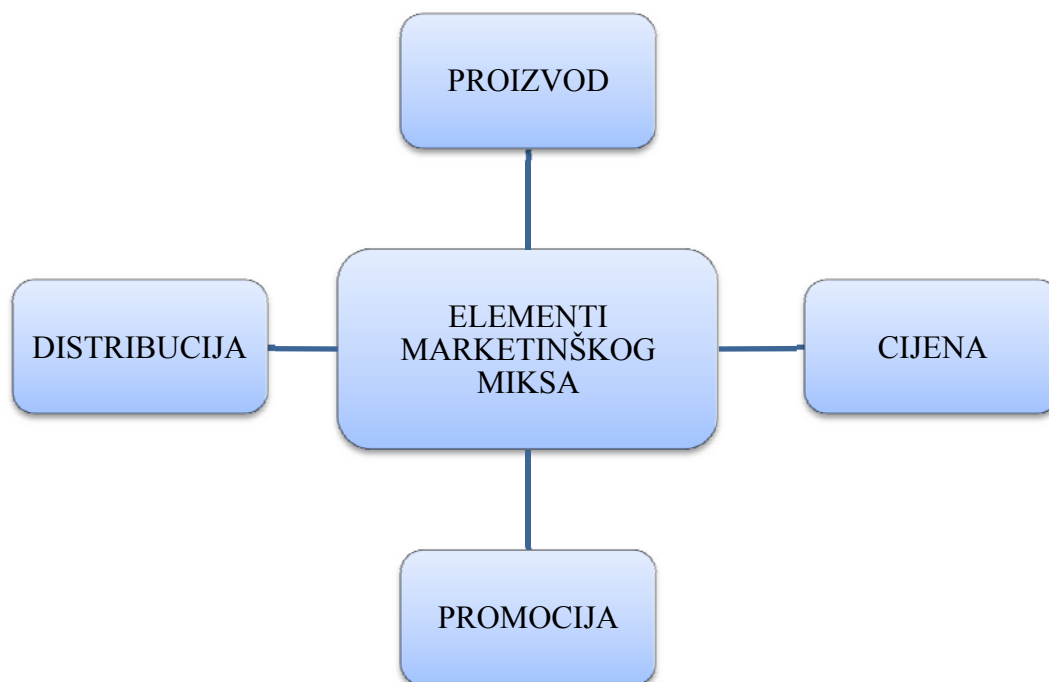 PROIZVOD
DISTRIBUCIJA
ELEMENTI
MARKETINŠKOG
MIKSA
CIJENA
PROMOCIJA